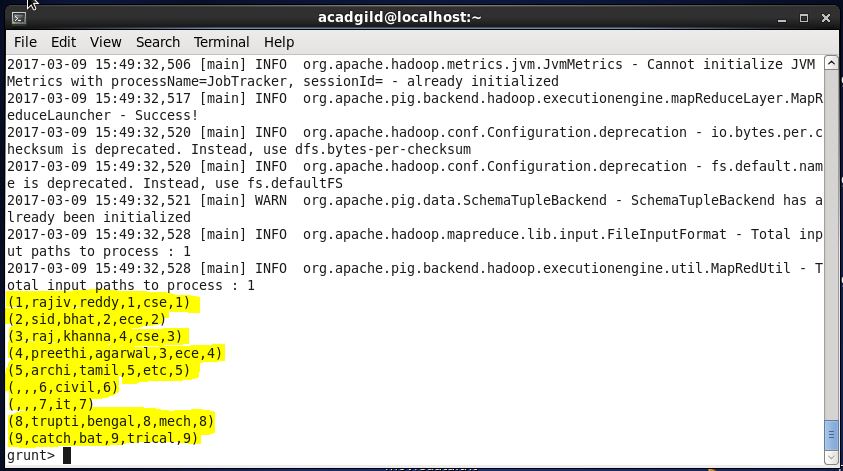 acadgild@localhost:~
File Edit View Search Terminal Help
2017-03-09 15:49:32,506 [main] INFO  org.apache.hadoop.metrics.jvm.JvmMetrics - Cannot initialize JVM
Metrics with processName=JobTracker, sessionId= - already initialized
2017-03-09 15:49:32,517 [main] INFO  org.apache.pig.backend.hadoop.executionengine.mapReduceLayer.MapR
educeLauncher - Success!
2017-03-09 15:49:32,520 [main] INFO  org.apache.hadoop.conf.Configuration.deprecation - io.bytes.per.c
hecksum is deprecated. Instead, use dfs.bytes-per-checksum
2017-03-09 15:49:32,520 [main] INFO  org.apache.hadoop.conf.Configuration.deprecation - fs.default.nam
e is deprecated. Instead, use fs.defaultFS
2017-03-09 15:49:32,521 [main] WARN  org.apache.pig.data.SchemaTupleBackend - SchemaTupleBackend has a
lready been initialized
2017-03-09 15:49:32,528 [main] INFO  org.apache.hadoop.mapreduce.lib.input.FileInputFormat - Total inp
ut paths to process : 1
2017-03-09 15:49:32,528 [main] INFO  org.apache.pig.backend.hadoop.executionengine.util.MapRedUtil - T
otal input paths to process : 1
(1,rajiv,reddy,1,cse,1)
(2,sid,bhat,2,ece,2)
(3,raj,khanna,4,cse,3)
(4,preethi,agarwal,3,ece,4)
(5,archi,tamil,5,etc,5)
(,,,6,civil,6)
(,,,7,it,7)
(8,trupti,bengal,8,mech,8)
(9,catch,bat,9,trical,9)
grunt>